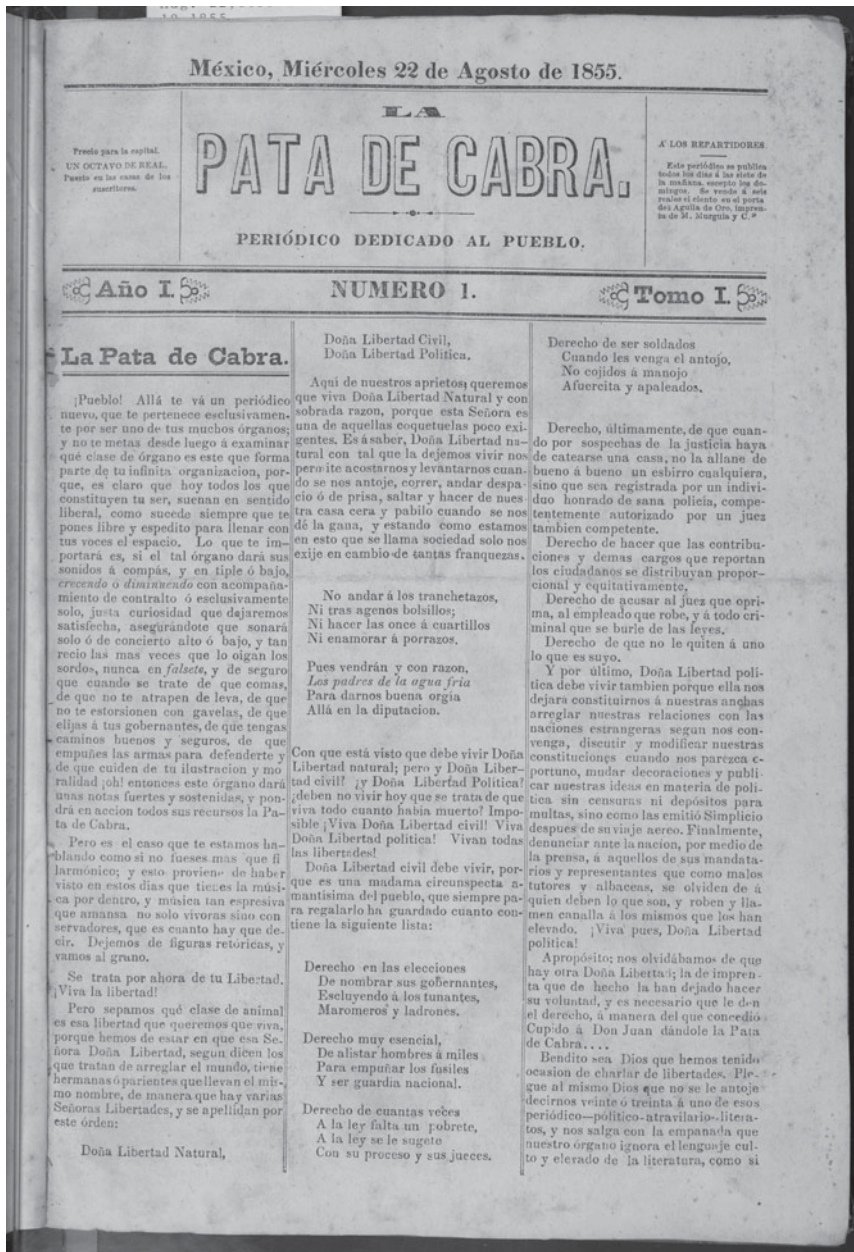 México, Miércoles 22 de Agosto de 1855.
Precio para la capital.
UN OCTAVO DE REAL,
Puesto en las casas de los
suscritores.
LA
PATA DE CABRA.
PERIÓDICO DEDICADO AL PUEBLO.
A' LOS REPARTIDORES.
Este periódico se publica
todos los dias á las siete de
la mañana, escepto los do-
mingos. Se vende á seis
reales el ciento en el porta
del Aguila de Oro, impren-
ta de M. Murguía y C.ª
Año I.
NUMERO 1.
Tomo I.
La Pata de Cabra.
¡Pueblo! Allá te vá un periódico
nuevo, que te pertenece esclusivamen-
te por ser uno de tus muchos órganos;
y no te metas desde luego á examinar
qué clase de órgano es este que forma
parte de tu infinita organizacion, por-
que, es claro que hoy todos los que
constituyen tu ser, suenan en sentido
liberal, como sucede siempre que te
pones libre y espedito para llenar con
tus voces el espacio. Lo que te im-
portará es, si el tal órgano dará sus
sonidos á compás, y en tiple ó bajo,
crecendo ó diminuendo con acompaña-
miento de contralto ó esclusivamente
solo, justa curiosidad que dejaremos
satisfecha, asegurándote que sonará
solo ó de concierto alto ó bajo, y tan
recio las mas veces que lo oigan los
sordos, nunca en falsete, y de seguro
que cuando se trate de que comas,
de que no te atrapen de leva, de que
no te estorsionen con gavelas, de que
elijas á tus gobernantes, de que tengas
caminos buenos y seguros, de que
empuñes las armas para defenderte y
de que cuiden de tu ilustracion y mo
ralidad ¡oh! entonces este órgano dará
unas notas fuertes y sostenidas, y pon-
drá en accion todos sus recursos la Pa-
ta de Cabra.
Pero es el caso que te estamos ha-
blando como si no fueses mas que fi
larmónico; y esto proviene de haber
visto en estos dias que tienes la músi-
ca por dentro, y música tan espresiva
que amansa no solo vivoras sino con
servadores, que es cuanto hay que de-
cir. Dejemos de figuras retóricas, y
vamos al grano.
Se trata por ahora de tu Libertad.
¡Viva la libertad!
Pero sepamos qué clase de animal
es esa libertad que queremos que viva,
porque hemos de estar en que esa Se-
ñora Doña Libertad, segun dicen los
que tratan de arreglar el mundo, tiene
hermanas ó parientes que llevan el mis-
mo nombre, de manera que hay varias
Señoras Libertades, y se apellidan por
este órden:
Doña Libertad Natural,
Doña Libertad Civil,
Doña Libertad Politica.
Aquí de nuestros aprietos; queremos
que viva Doña Libertad Natural y con
sobrada razon, porque esta Señora es
una de aquellas coquetuelas poco exi-
gentes. Es á saber, Doña Libertad na-
tural con tal que la dejemos vivir nos
permite acostarnos y levantarnos cuan-
do se nos antoje, correr, andar despa-
cio ó de prisa, saltar y hacer de nues
tra casa cera y pabilo cuando se nos
dé la gana, y estando como estamos
en esto que se llama sociedad solo nos
exije en cambio de tantas franquezas.
No andar á los tranchetazos,
Ni tras agenos bolsillos;
Ni hacer las once á cuartillos
Ni enamorar á porrazos.
Pues vendrán y con razon,
Los padres de la agua fria
Para darnos buena orgía
Allá en la diputacion.
Con que está visto que debe vivir Doña
Libertad natural; pero y Doña Liber-
tad civil? ¿y Doña Libertad Politica?
¿deben no vivir hoy que se trata de que
viva todo cuanto habia muerto? Impo-
sible ¡Viva Doña Libertad civil! Viva
Doña Libertad politica! Vivan todas
las libertades!
Doña Libertad civil debe vivir, por-
que es una madama circunspecta a-
mantísima del pueblo, que siempre pa-
ra regalarlo ha guardado cuanto con-
tiene la siguiente lista:
Derecho en las elecciones
De nombrar sus gobernantes,
Escluyendo á los tunantes,
Maromeros y ladrones.
Derecho muy esencial,
De alistar hombres á miles
Para empuñar los fusiles
Y ser guardia nacional.
Derecho de cuantas veces
A la ley falta un pobrete,
A la ley se le sugete
Con su proceso y sus jueces.
Derecho de ser soldados
Cuando les venga el antojo,
No cojidos á manojo
Afuercita y apaleados.
Derecho, últimamente, de que cuan-
do por sospechas de la justicia haya
de catearse una casa, no la allane de
bueno á bueno un esbirro cualquiera,
sino que sea registrada por un indivi-
duo honrado de sana policía, compe-
tentemente autorizado por un juez
tambien competente.
Derecho de hacer que las contribu-
ciones y demas cargos que reportan
los ciudadanos se distribuyan propor-
cional y equitativamente.
Derecho de acusar al juez que opri-
ma, al empleado que robe, y á todo cri-
minal que se burle de las leyes.
Derecho de que no le quiten á uno
lo que es suyo.
Y por último, Doña Libertad polí-
tica debe vivir tambien porque ella nos
dejara constituirnos á nuestras anchas
arreglar nuestras relaciones con las
naciones estrangeras segun nos con-
venga, discutir y modificar nuestras
constituciones cuando nos parezca o-
portuno, mudar decoraciones y publi-
car nuestras ideas en materia de polí-
tica sin censuras ni depósitos para
multas, sino como las emitió Simplicio
despues de su viaje aereo. Finalmente,
denunciar ante la nacion, por medio de
la prensa, á aquellos de sus mandata-
rios y representantes que como malos
tutores y albaceas, se olviden de á
quien deben lo que son, y roben y lla-
men canalla á los mismos que los han
elevado. ¡Viva pues, Doña Libertad
política!
Apropósito: nos olvidábamos de que
hay otra Doña Libertad; la de impren-
ta que de hecho la han dejado hacer
su voluntad, y es necesario que le den
el derecho, á manera del que concedió
Cupido á Don Juan dándole la Pata
de Cabra....
Bendito sea Dios que hemos tenido
ocasion de charlar de libertades. Ple-
gue al mismo Dios que no se le antoje
decirnos veinte ó treinta á uno de esos
periódico—político-atravilario-litera-
tos, y nos salga con la empanada que
nuestro órgano ignora el lenguaje cul-
to y elevado de la literatura, como si